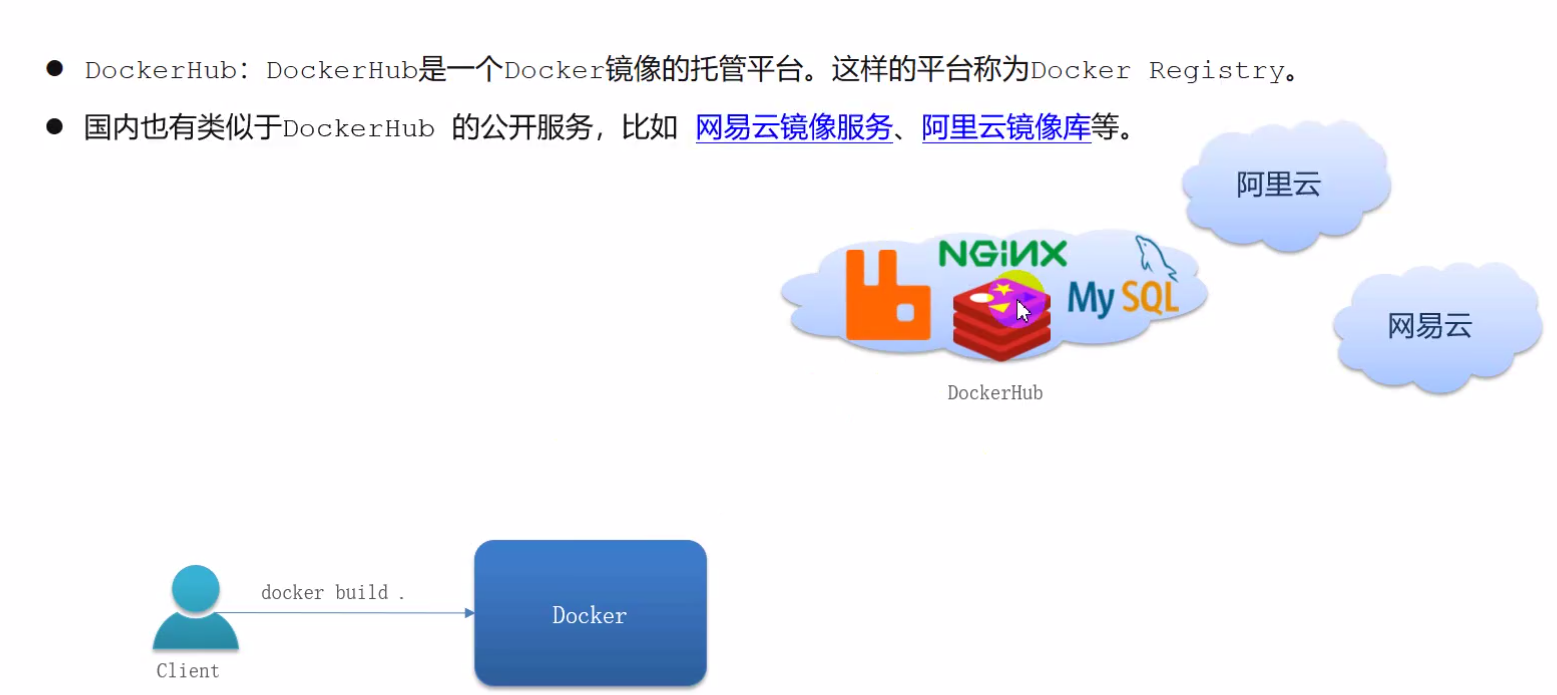 ● DockerHub：DockerHub是一个Docker镜像的托管平台。这样的平台称为Docker Registry。
● 国内也有类似于DockerHub 的公开服务，比如 网易云镜像服务、阿里云镜像库等。
阿里云
NGiNX
MySQL
网易云
DockerHub
docker build .
Docker
Client